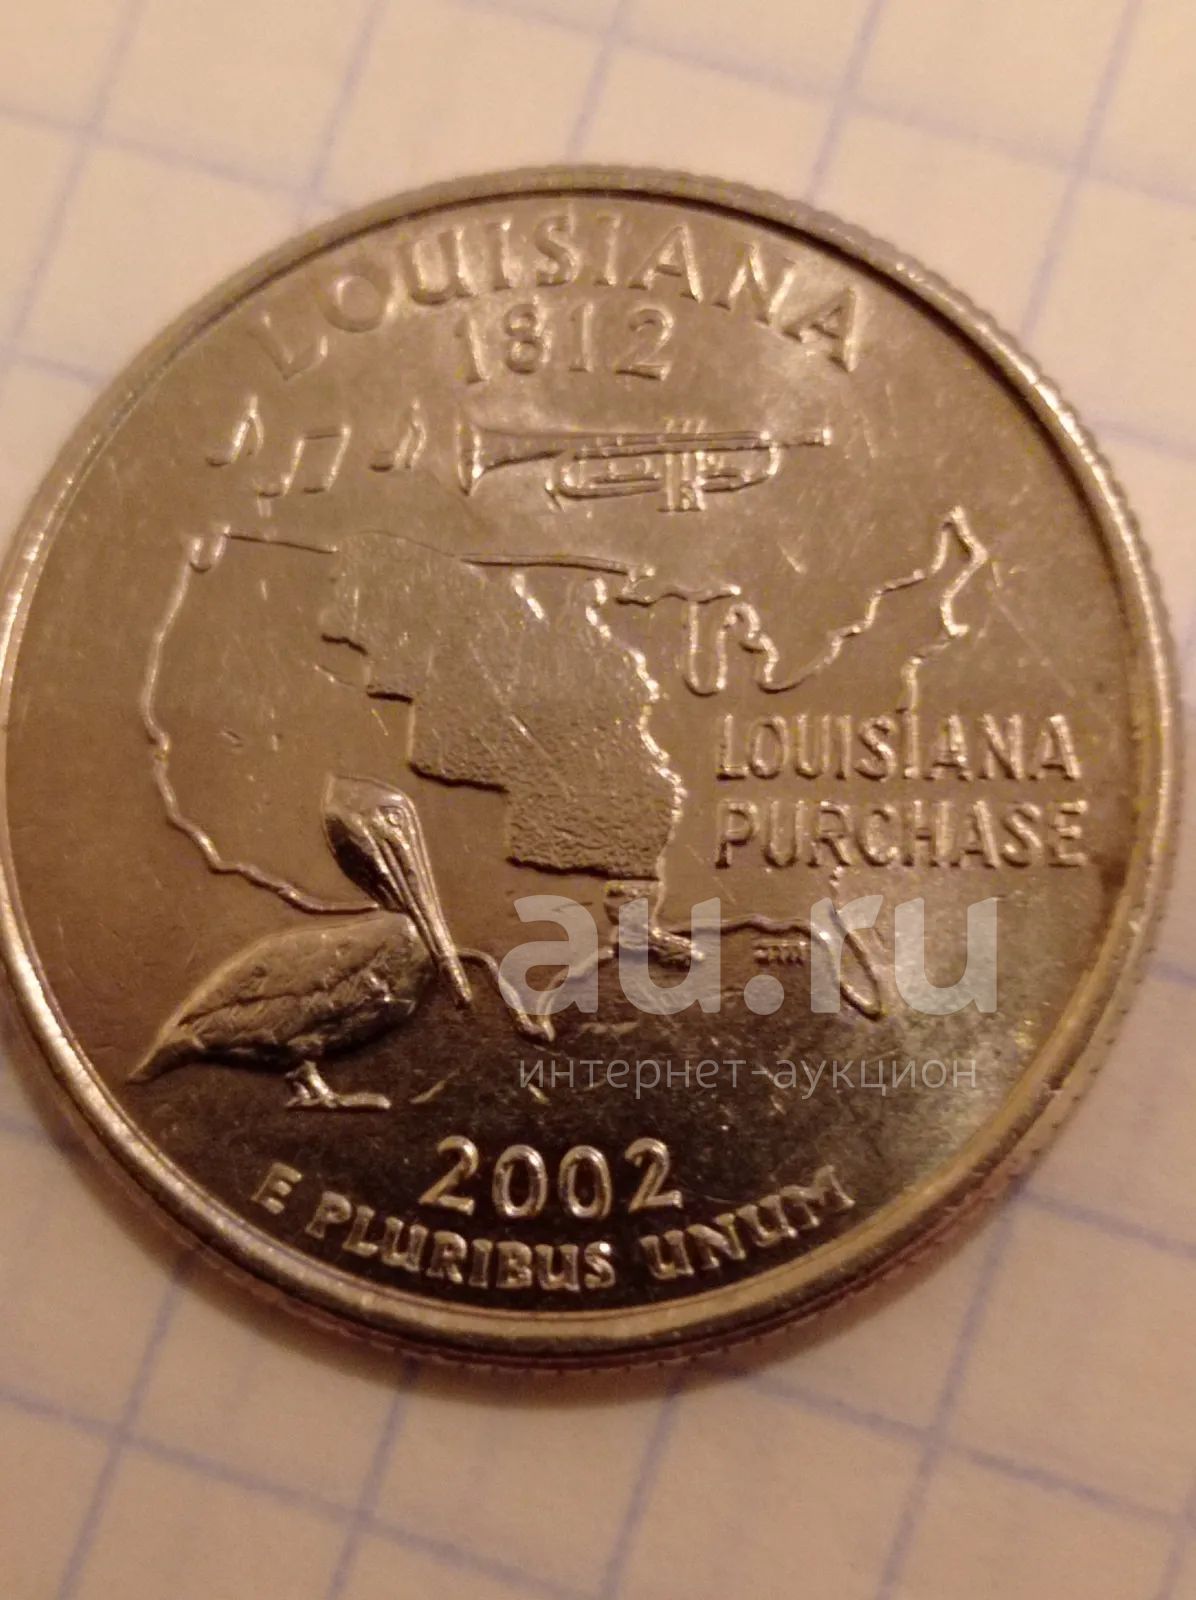 LOUISIANA
1812
LOUISIANA
PURCHASE
au.ru
интернет-аукцион
2002
E PLURIBUS UNUM